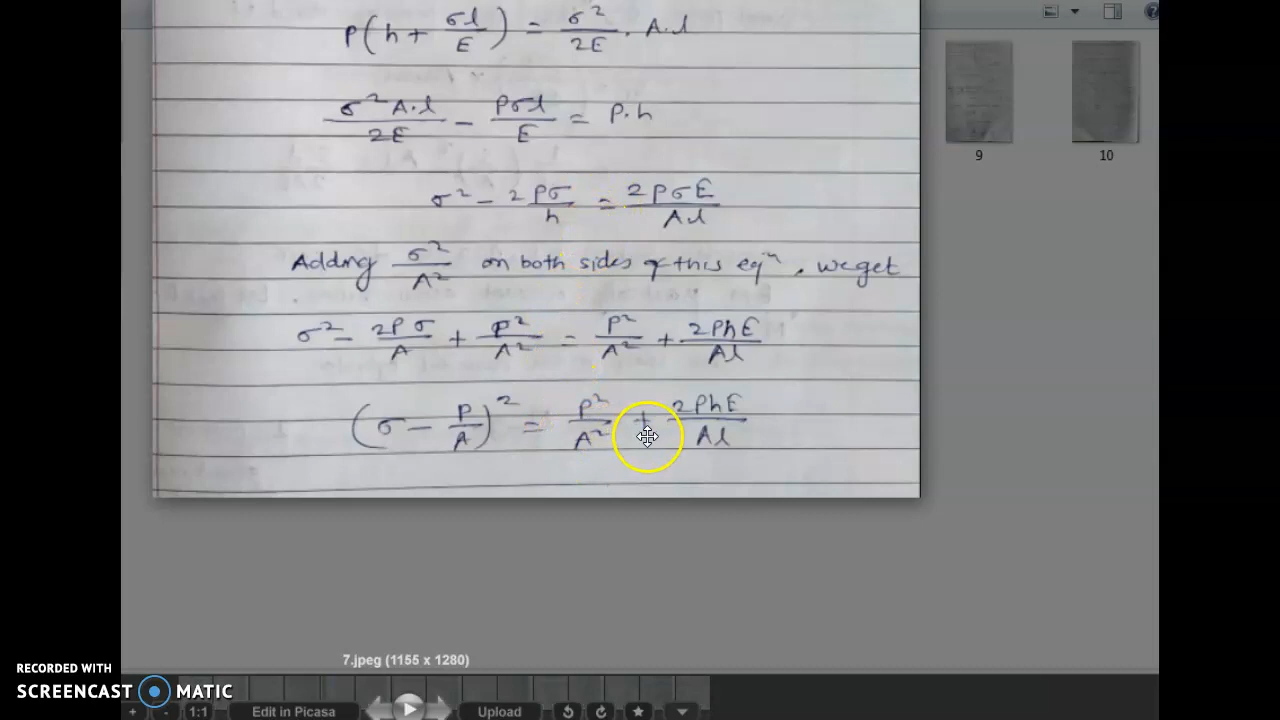 P(h + σl/E) = σ²/2E . A.l
σ²A.l/2E - Pσl/E = P.h
σ² - 2Pσ/h = 2PσE/Al
Adding σ²/A² on both sides of this eqn, we get
σ² - 2Pσ/A + P²/A² = P²/A² + 2PhE/Al
(σ - P/A)² = P²/A² + 2PhE/Al
9
10
7.jpeg (1155 x 1280)
RECORDED WITH
SCREENCAST MATIC
1:1
Edit in Picasa
Upload